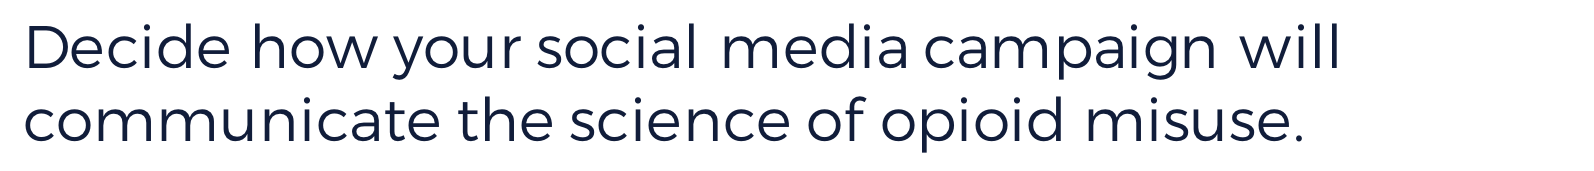 Decide how your social media campaign will
communicate the science of opioid misuse.